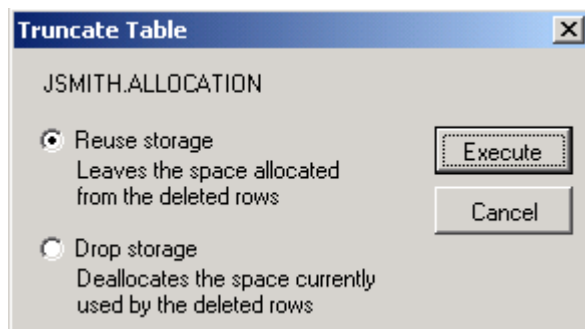 Truncate Table
JSMITH.ALLOCATION
Reuse storage
Leaves the space allocated
from the deleted rows
Execute
Cancel
Drop storage
Deallocates the space currently
used by the deleted rows